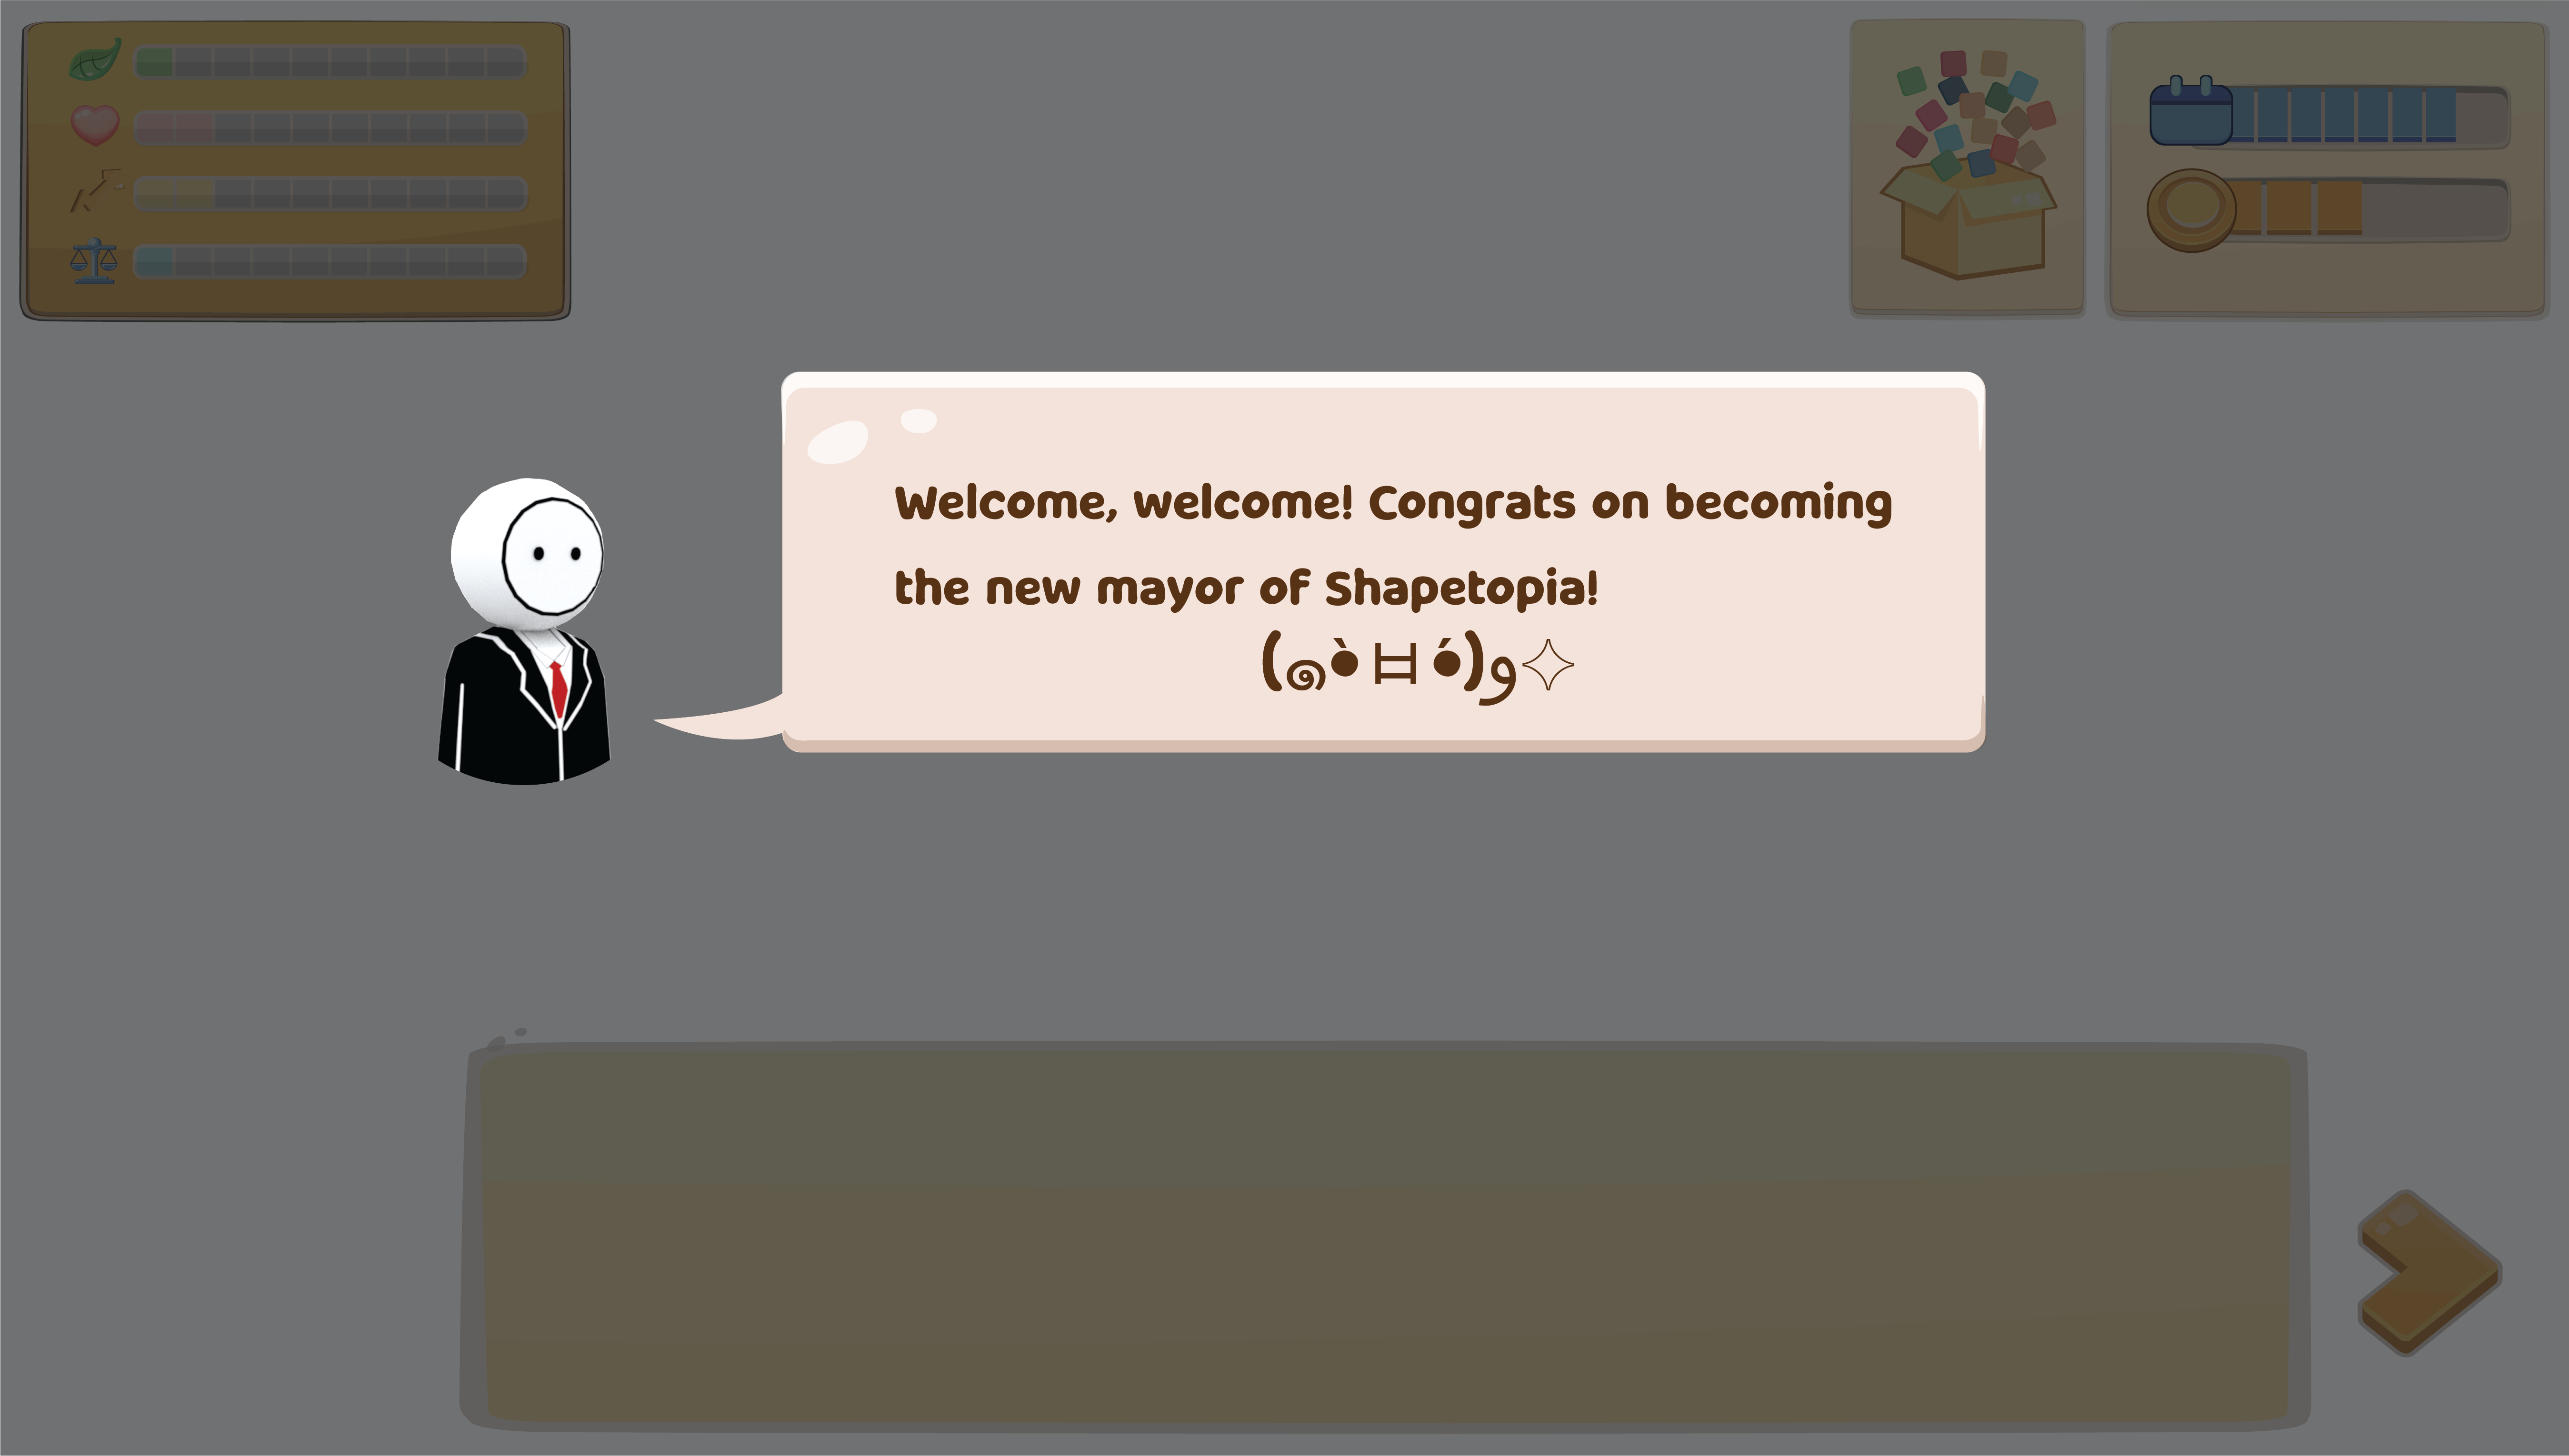 Welcome, welcome! Congrats on becoming
the new mayor of Shapetopia!
(๑•̀ㅂ•́)و✧